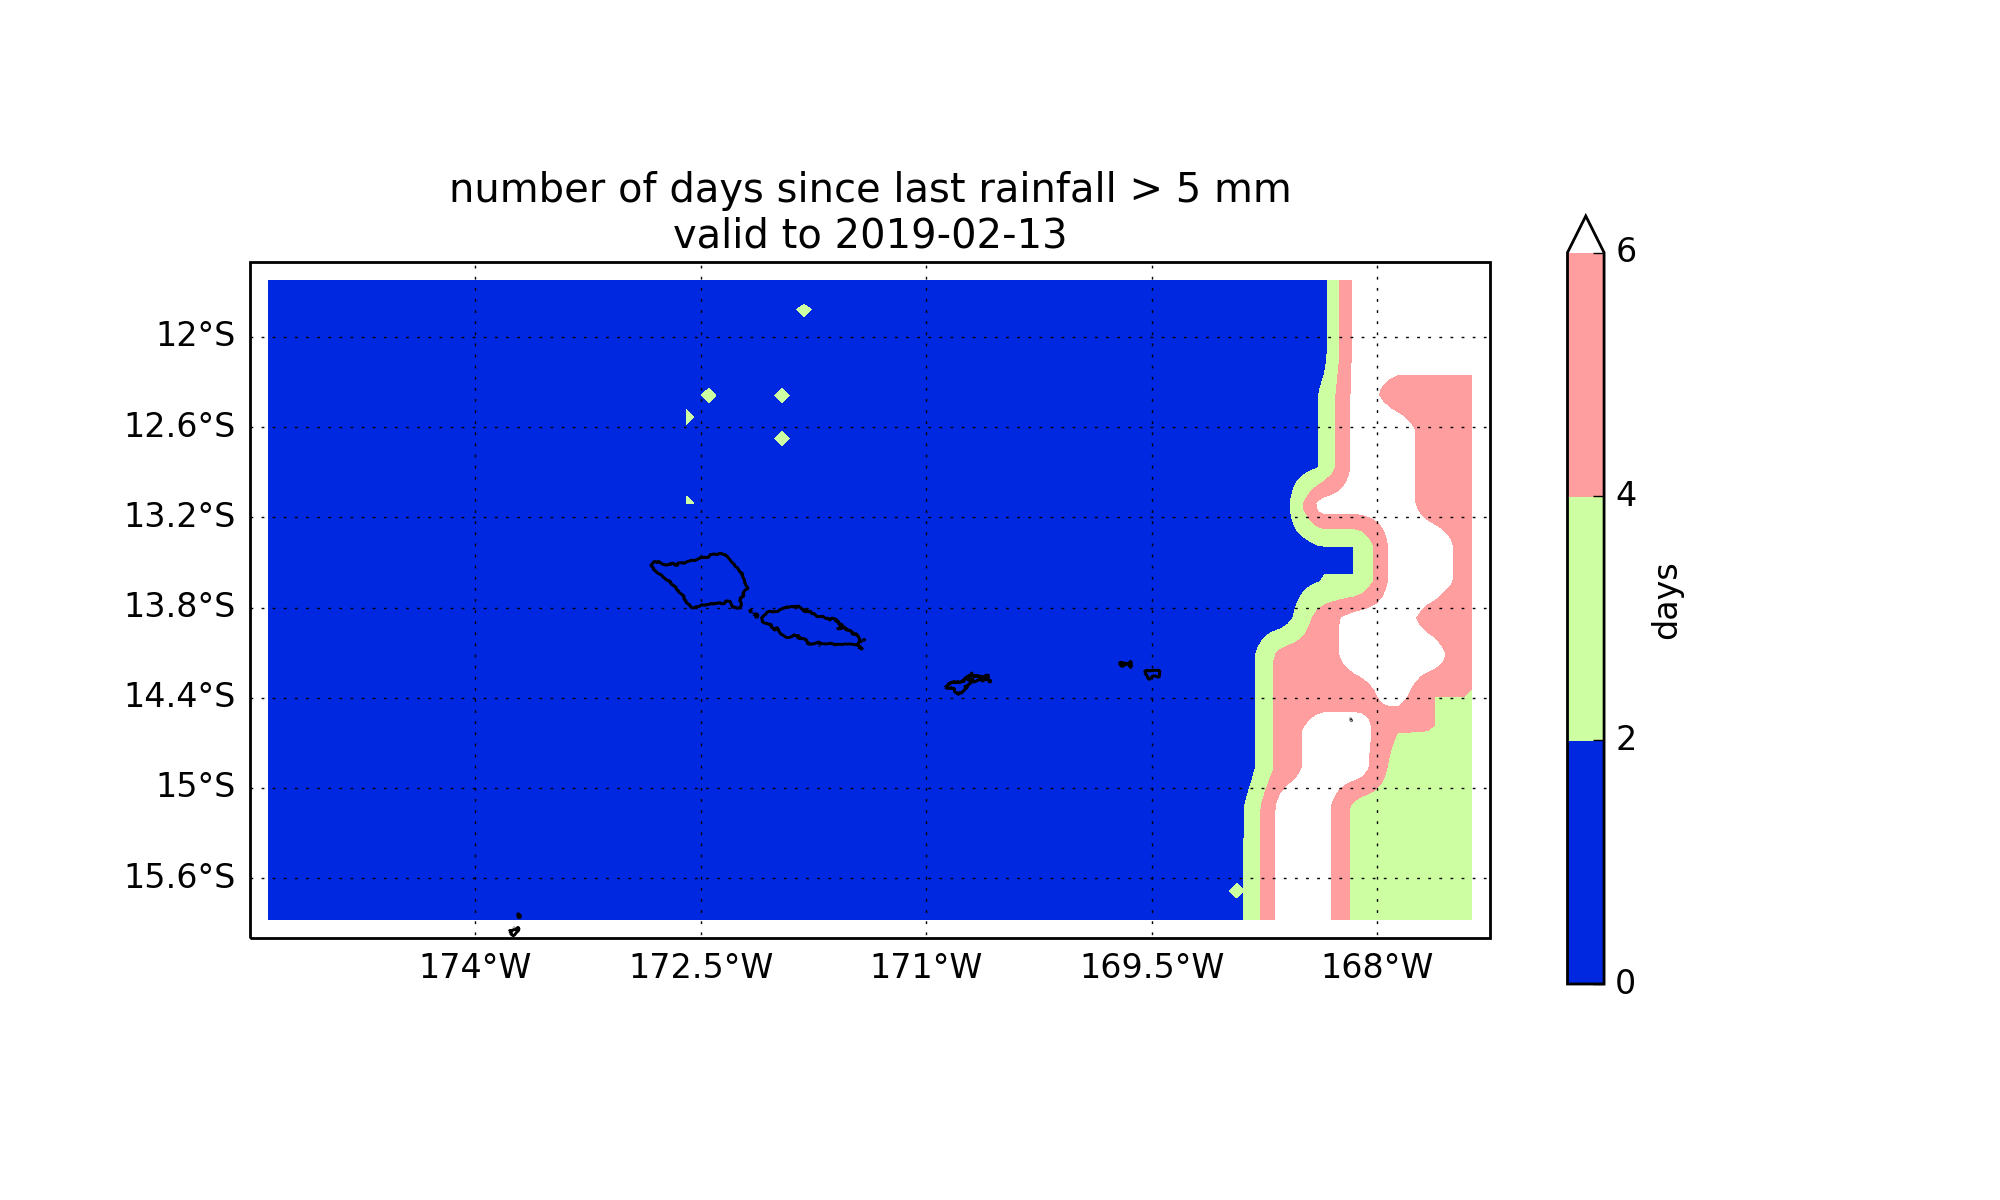 number of days since last rainfall > 5 mm
valid to 2019-02-13
12°S
12.6°S
13.2°S
13.8°S
14.4°S
15°S
15.6°S
174°W
172.5°W
171°W
169.5°W
168°W
6
4
2
0
days